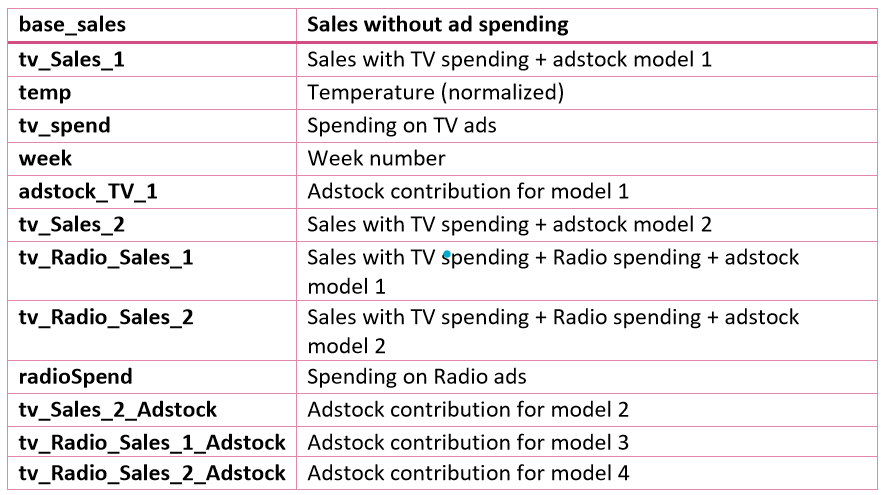 base_sales Sales without ad spending
tv_Sales_1 Sales with TV spending + adstock model 1
temp Temperature (normalized)
tv_spend Spending on TV ads
week Week number
adstock_TV_1 Adstock contribution for model 1
tv_Sales_2 Sales with TV spending + adstock model 2
tv_Radio_Sales_1 Sales with TV spending + Radio spending + adstock
model 1
tv_Radio_Sales_2 Sales with TV spending + Radio spending + adstock
model 2
radioSpend Spending on Radio ads
tv_Sales_2_Adstock Adstock contribution for model 2
tv_Radio_Sales_1_Adstock Adstock contribution for model 3
tv_Radio_Sales_2_Adstock Adstock contribution for model 4